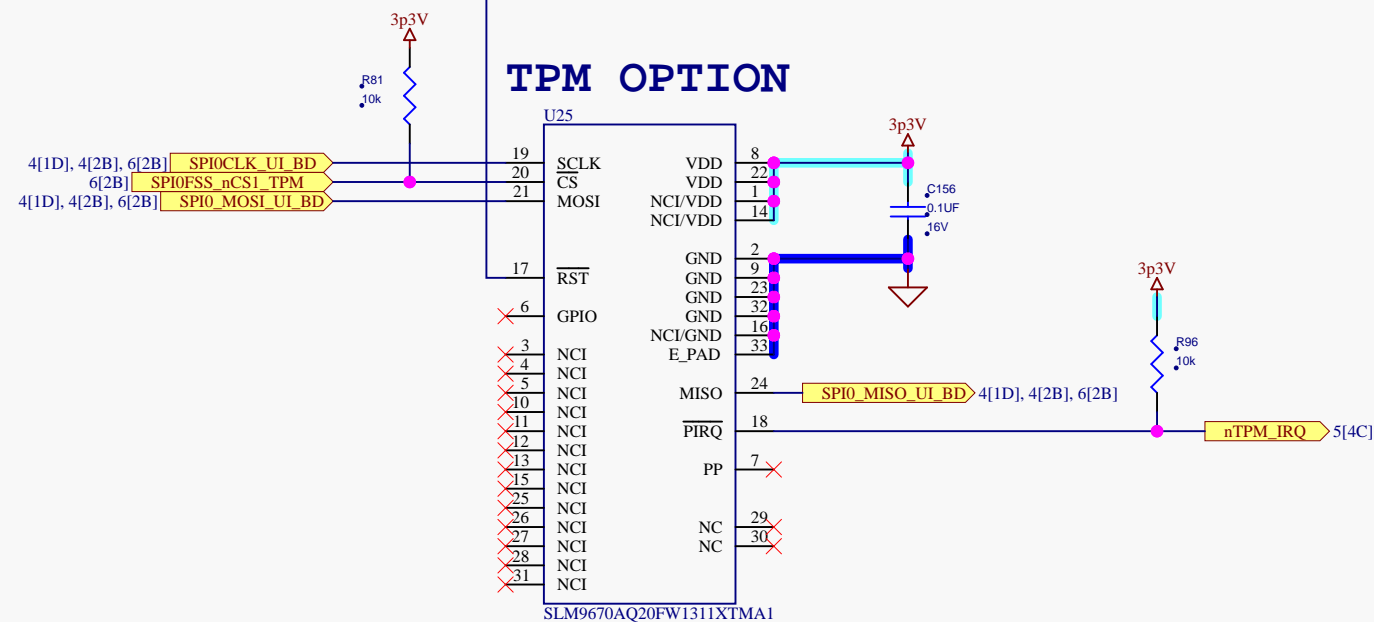 3p3V
TPM OPTION
R81
10k
U25
3p3V
4[1D], 4[2B], 6[2B] SPI0CLK_UI_BD 19 SCLK VDD 8
6[2B] SPI0FSS_nCS1_TPM 20 CS VDD 22
4[1D], 4[2B], 6[2B] SPI0_MOSI_UI_BD 21 MOSI NCI/VDD 1
NCI/VDD 14
C156
0.1UF
16V
GND 2
17 RST GND 9
GND 23
6 GPIO GND 32
NCI/GND 16
3 NCI E_PAD 33
3p3V
R96
10k
4 NCI
5 NCI MISO 24 SPI0_MISO_UI_BD 4[1D], 4[2B], 6[2B]
10 NCI
11 NCI PIRQ 18 nTPM_IRQ 5[4C]
12 NCI
13 NCI PP 7
15 NCI
25 NCI
26 NCI NC 29
27 NCI NC 30
28 NCI
31 NCI
SLM9670AQ20FW1311XTMA1